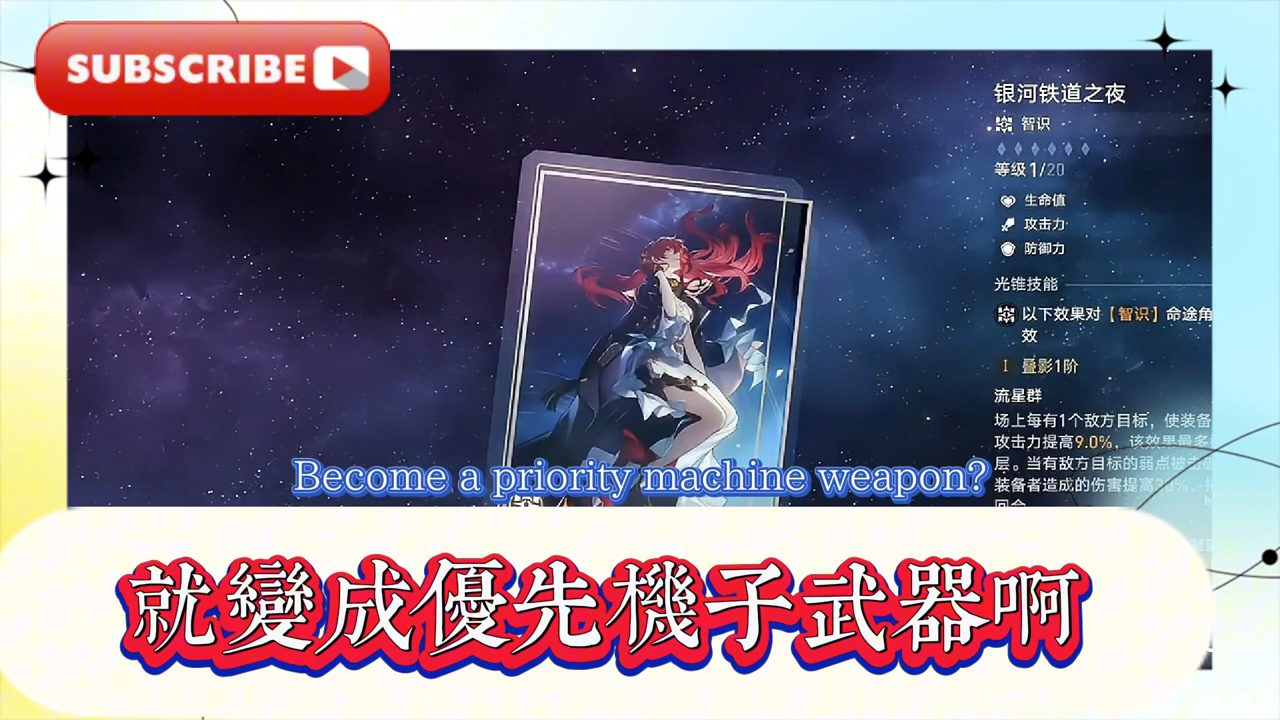 SUBSCRIBE
银河铁道之夜
智识
等级1/20
生命值
攻击力
防御力
光锥技能
以下效果对【智识】命途角
效
I 叠影1阶
流星群
场上每有1个敌方目标，使装备
攻击力提高9.0%，该效果最多
层。当有敌方目标的弱点被击
装备者造成的伤害提高30%，
回合
Become a priority machine weapon?
就變成優先機子武器啊